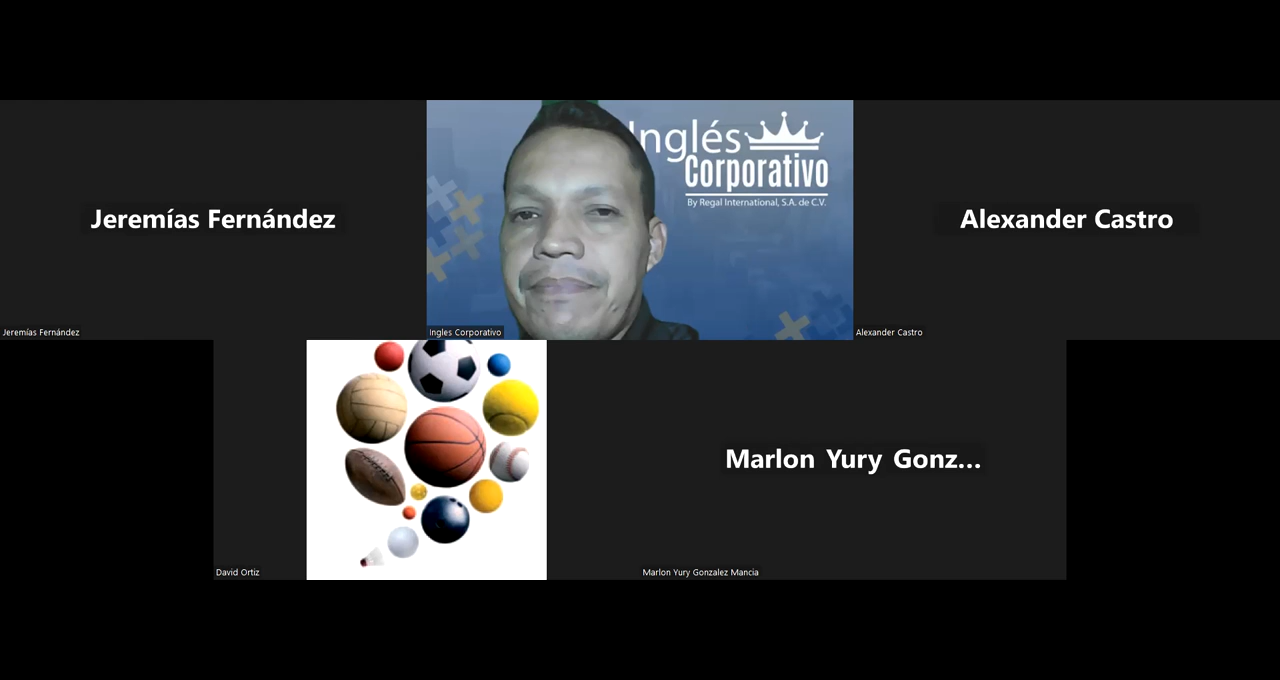 Jeremías Fernández
Jeremías Fernández
Inglés
Corporativo
By Regal International, S.A. de C.V.
Ingles Corporativo
Alexander Castro
Alexander Castro
David Ortiz
Marlon Yury Gonz...
Marlon Yury Gonzalez Mancia